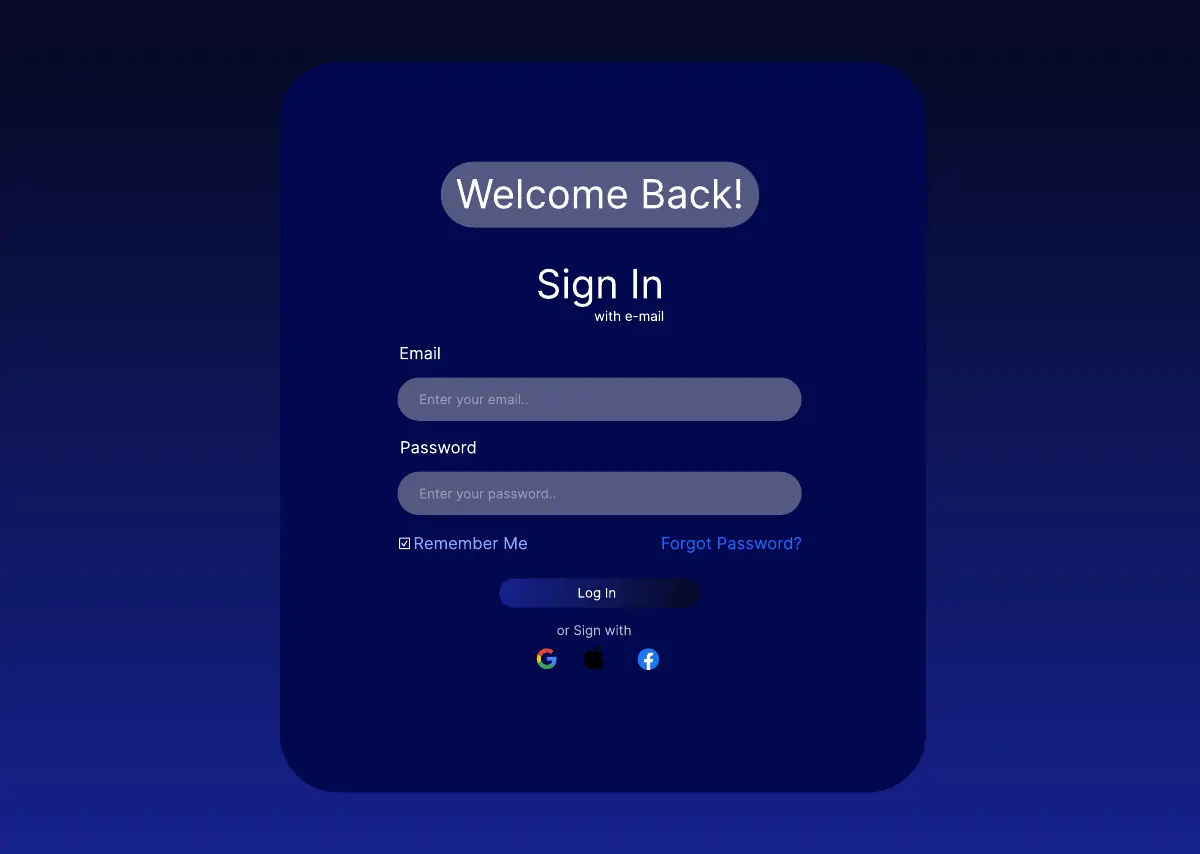 Welcome Back!
Sign In
with e-mail
Email
Enter your email..
Password
Enter your password..
Remember Me Forgot Password?
Log In
or Sign with